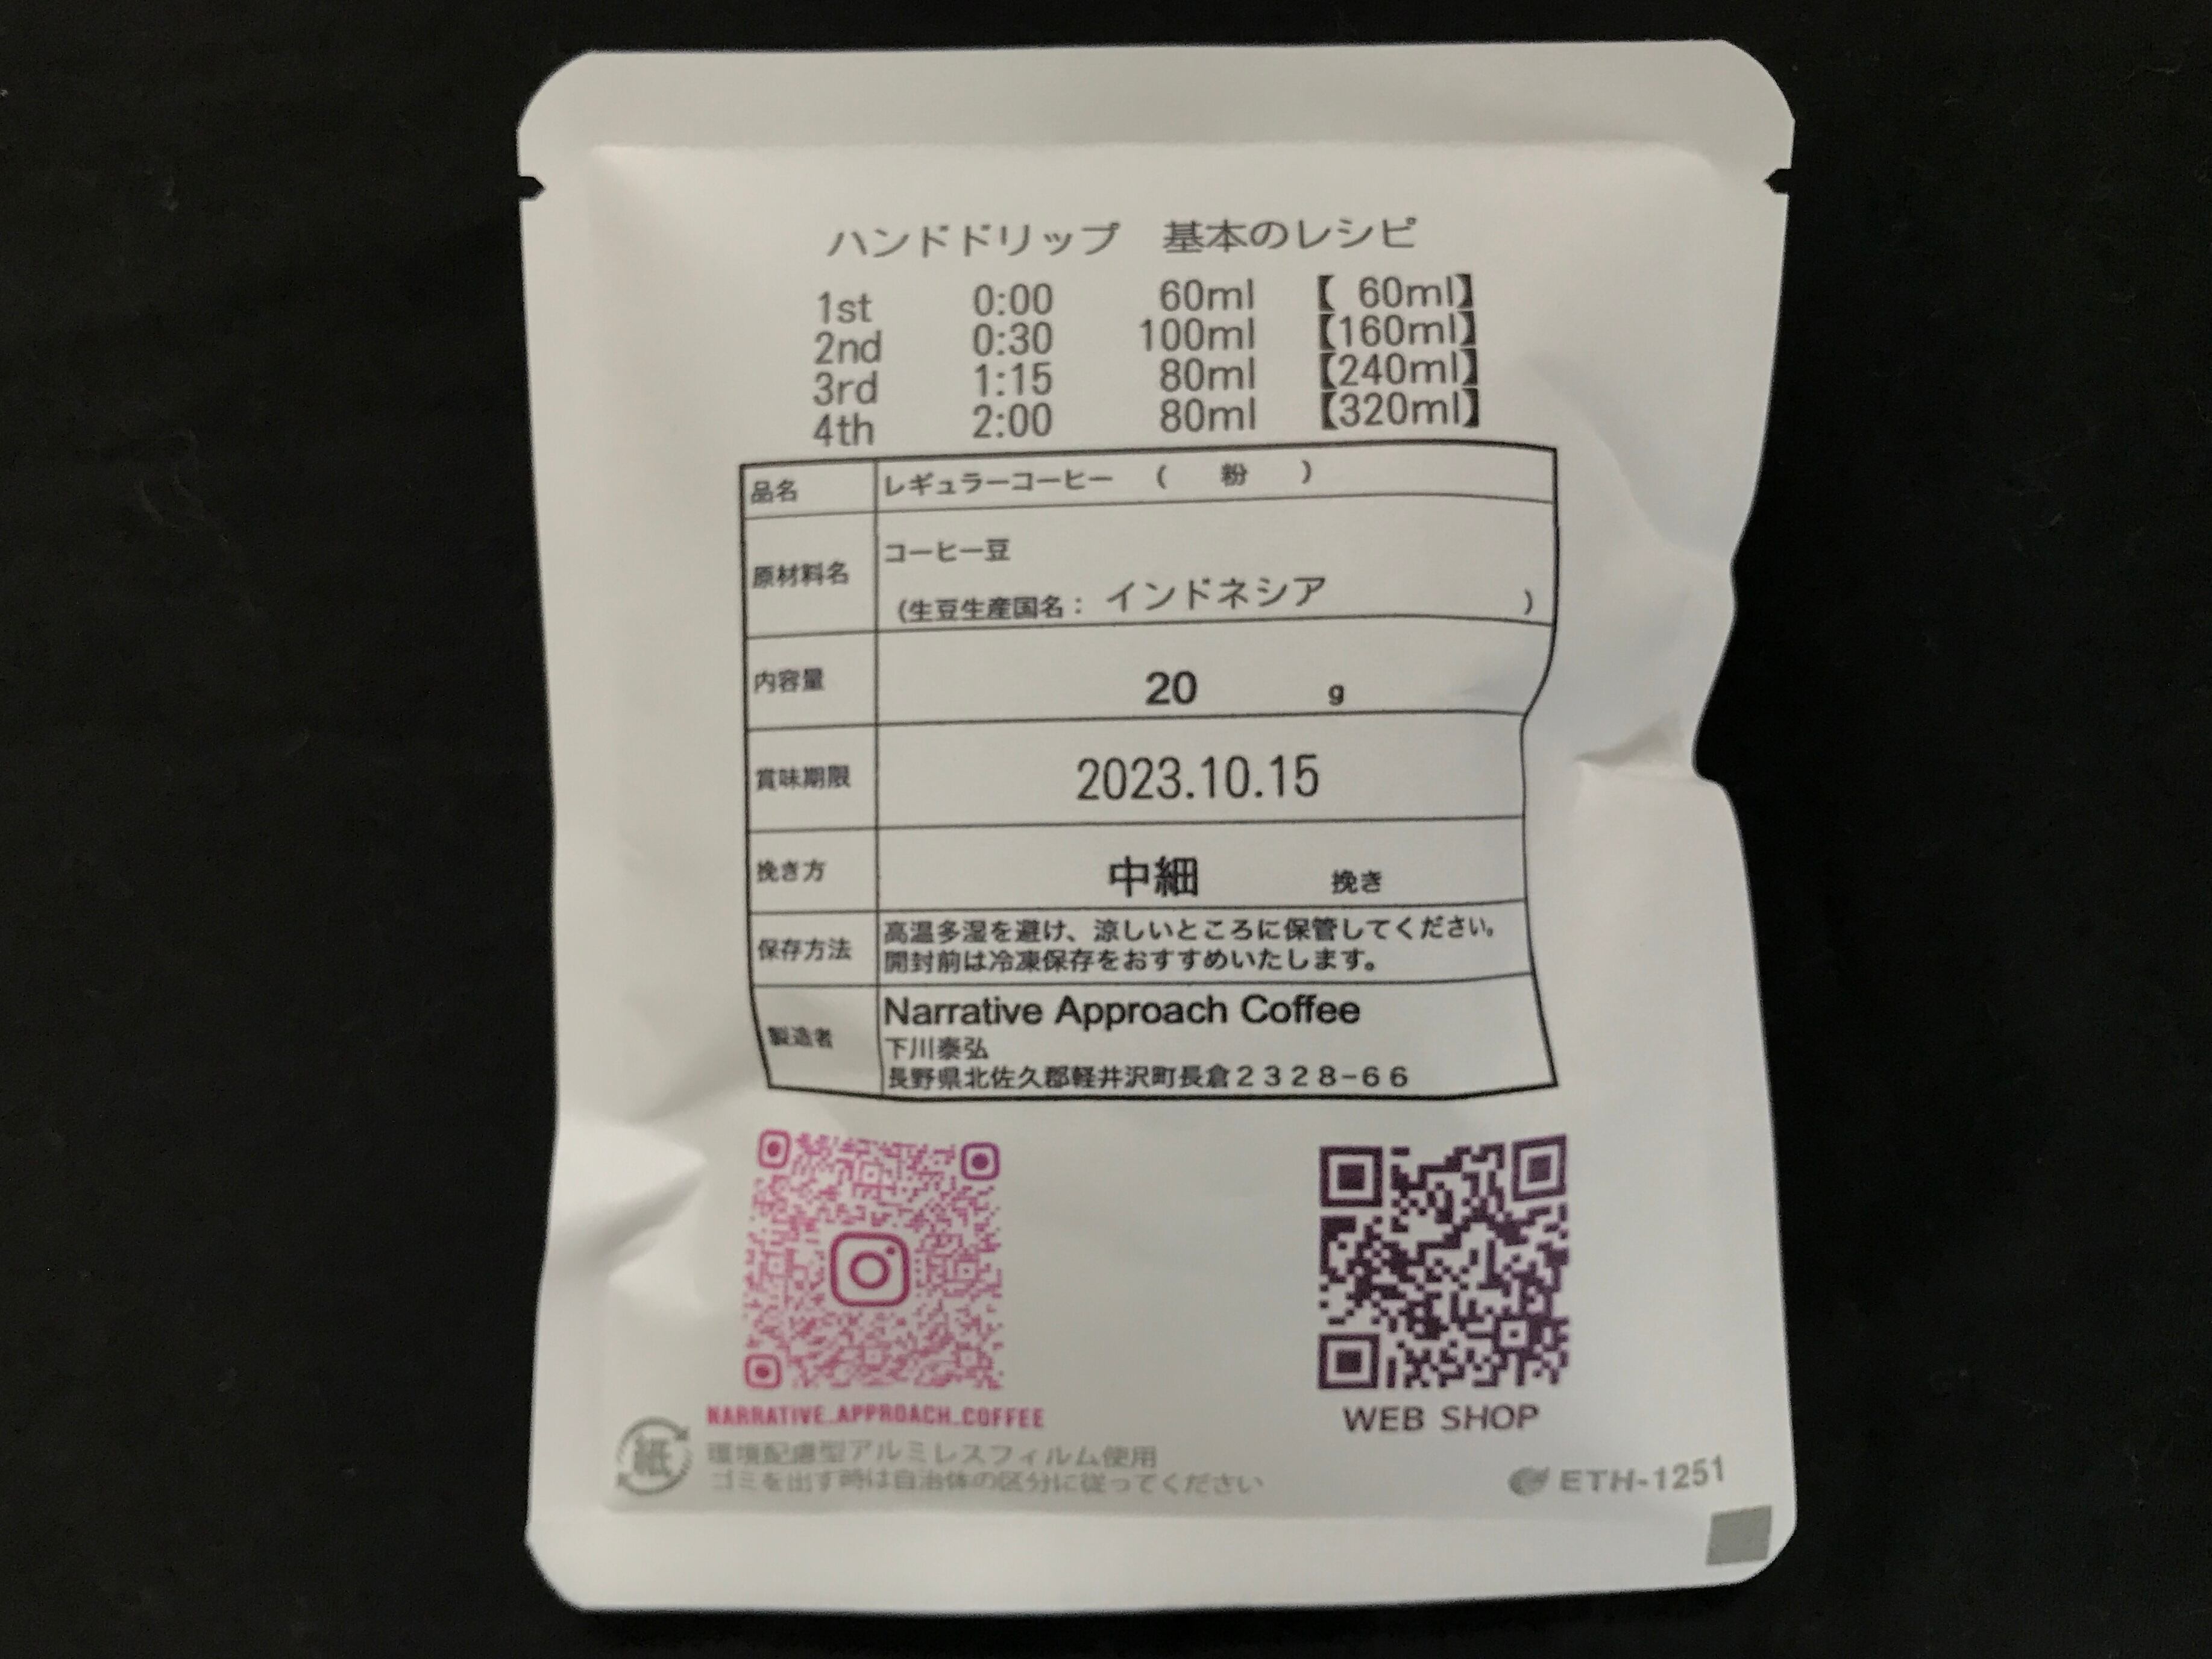 ハンドドリップ 基本のレシピ
1st 0:00 60ml 【 60ml】
2nd 0:30 100ml 【160ml】
3rd 1:15 80ml 【240ml】
4th 2:00 80ml 【320ml】
品名 レギュラーコーヒー ( 粉 )
原材料名 コーヒー豆
(生豆生産国名: インドネシア )
内容量 20 g
賞味期限 2023.10.15
挽き方 中細 挽き
保存方法 高温多湿を避け、涼しいところに保管してください。
開封前は冷凍保存をおすすめいたします。
製造者 Narrative Approach Coffee
下川泰弘
長野県北佐久郡軽井沢町長倉2328-66
NARRATIVE_APPROACH_COFFEE
WEB SHOP
紙
環境配慮型アルミレスフィルム使用
ゴミを出す時は自治体の区分に従ってください
ETH-1251